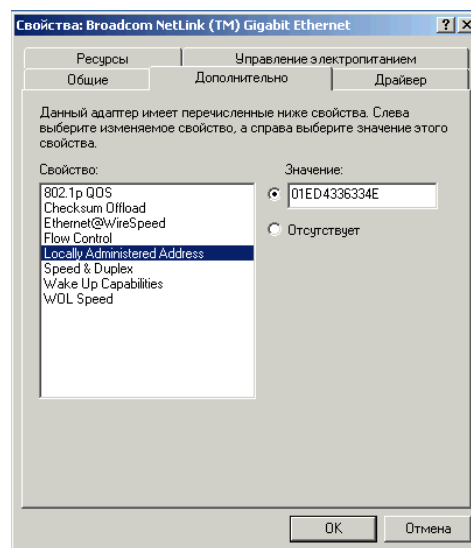 Свойства: Broadcom NetLink (TM) Gigabit Ethernet
Ресурсы
Управление электропитанием
Общие
Дополнительно
Драйвер
Данный адаптер имеет перечисленные ниже свойства. Слева
выберите изменяемое свойство, а справа выберите значение этого
свойства.
Свойство:
Значение:
802.1p QOS
Checksum Offload
Ethernet@WireSpeed
Flow Control
Locally Administered Address
Speed & Duplex
Wake Up Capabilities
WOL Speed
01ED4336334E
Отсутствует
OK
Отмена